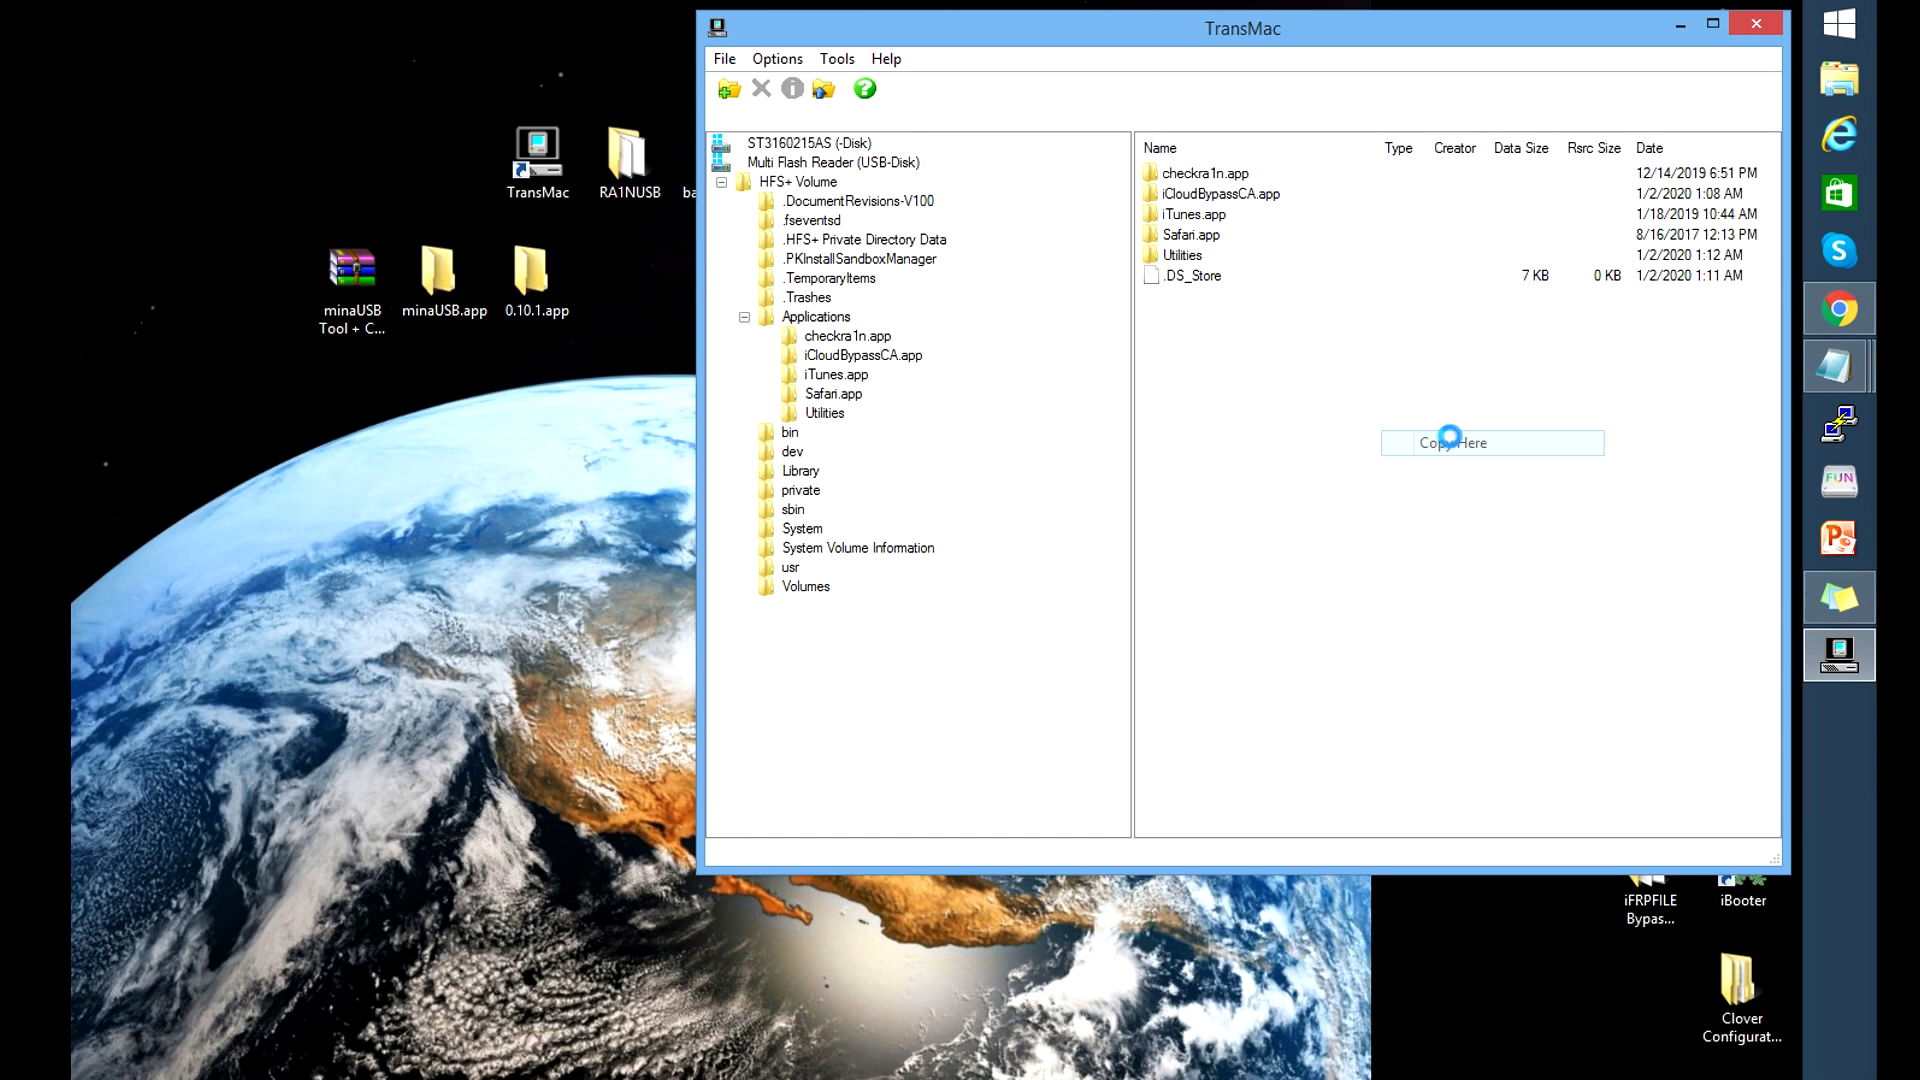 TransMac
File Options Tools Help
ST3160215AS (-Disk)
Multi Flash Reader (USB-Disk)
HFS+ Volume
.DocumentRevisions-V100
.fseventsd
.HFS+ Private Directory Data
.PKInstallSandboxManager
.TemporaryItems
.Trashes
Applications
checkra1n.app
iCloudBypassCA.app
iTunes.app
Safari.app
Utilities
bin
dev
Library
private
sbin
System
System Volume Information
usr
Volumes
Name Type Creator Data Size Rsrc Size Date
checkra1n.app 12/14/2019 6:51 PM
iCloudBypassCA.app 1/2/2020 1:08 AM
iTunes.app 1/18/2019 10:44 AM
Safari.app 8/16/2017 12:13 PM
Utilities 1/2/2020 1:12 AM
.DS_Store 7 KB 0 KB 1/2/2020 1:11 AM
Copy Here
TransMac
RA1NUSB
ba
minaUSB
Tool + C...
minaUSB.app
0.10.1.app
iFRPFILE
Bypas...
iBooter
Clover
Configurat...
FUN